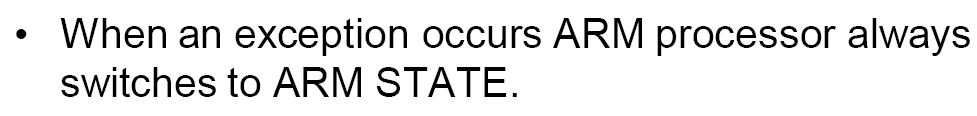 • When an exception occurs ARM processor always
switches to ARM STATE.